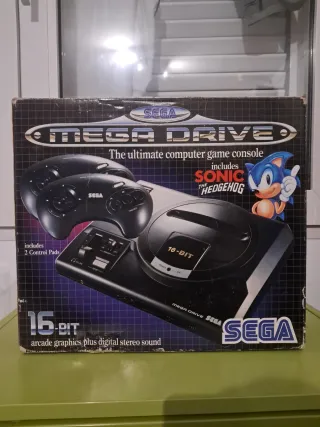 SEGA
MEGA DRIVE
The ultimate computer game console
includes
SONIC
THE HEDGEHOG
SEGA
16-BIT
includes
2 Control Pads
MEGA DRIVE
16-BIT
SEGA
arcade graphics plus digital stereo sound